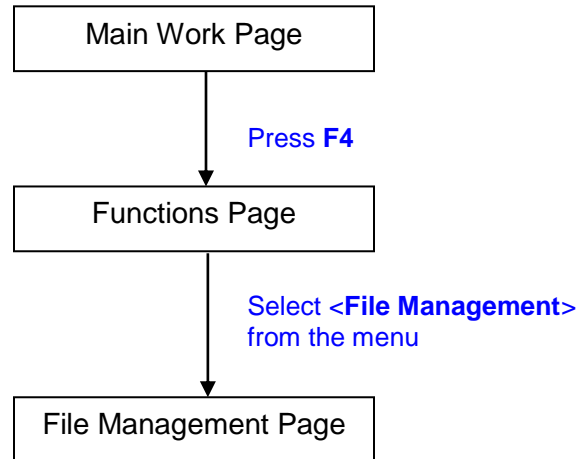 Main Work Page
Press F4
Functions Page
Select <File Management>
from the menu
File Management Page